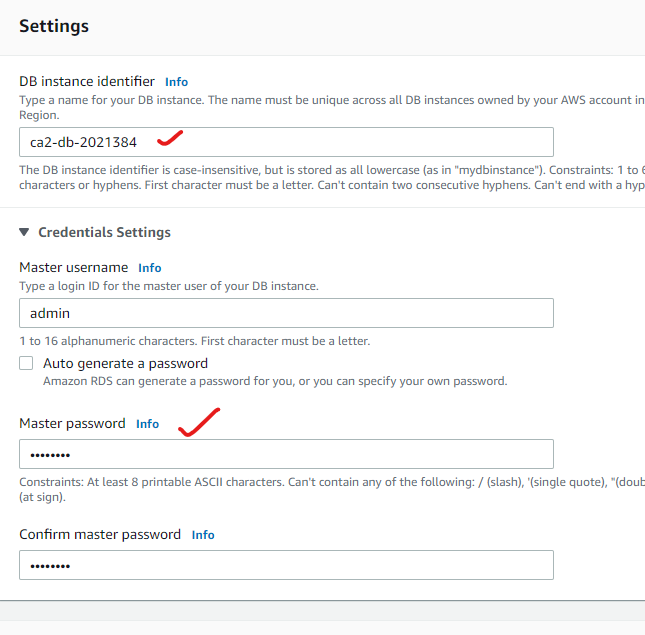 Settings
DB instance identifier Info
Type a name for your DB instance. The name must be unique across all DB instances owned by your AWS account in
Region.
ca2-db-2021384
The DB instance identifier is case-insensitive, but is stored as all lowercase (as in "mydbinstance"). Constraints: 1 to 6
characters or hyphens. First character must be a letter. Can't contain two consecutive hyphens. Can't end with a hyp
Credentials Settings
Master username Info
Type a login ID for the master user of your DB instance.
admin
1 to 16 alphanumeric characters. First character must be a letter.
Auto generate a password
Amazon RDS can generate a password for you, or you can specify your own password.
Master password Info
••••••••
Constraints: At least 8 printable ASCII characters. Can't contain any of the following: / (slash), '(single quote), "(doub
(at sign).
Confirm master password Info
••••••••